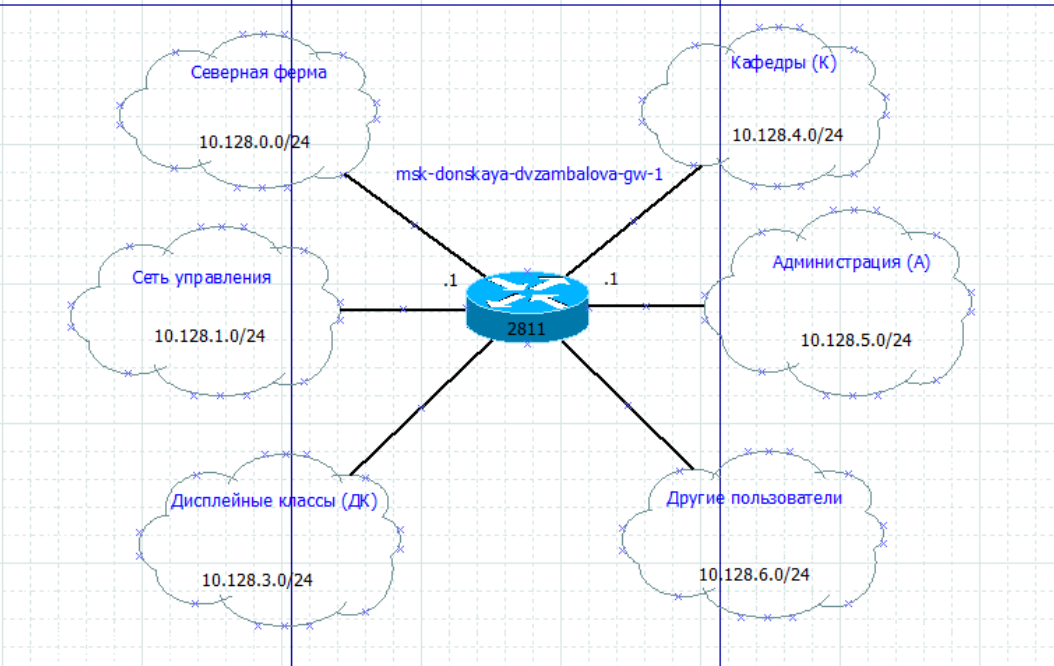 Северная ферма
10.128.0.0/24
Кафедры (К)
10.128.4.0/24
msk-donskaya-dvzambalova-gw-1
Сеть управления
10.128.1.0/24
.1
.1
2811
Администрация (А)
10.128.5.0/24
Дисплейные классы (ДК)
10.128.3.0/24
Другие пользователи
10.128.6.0/24